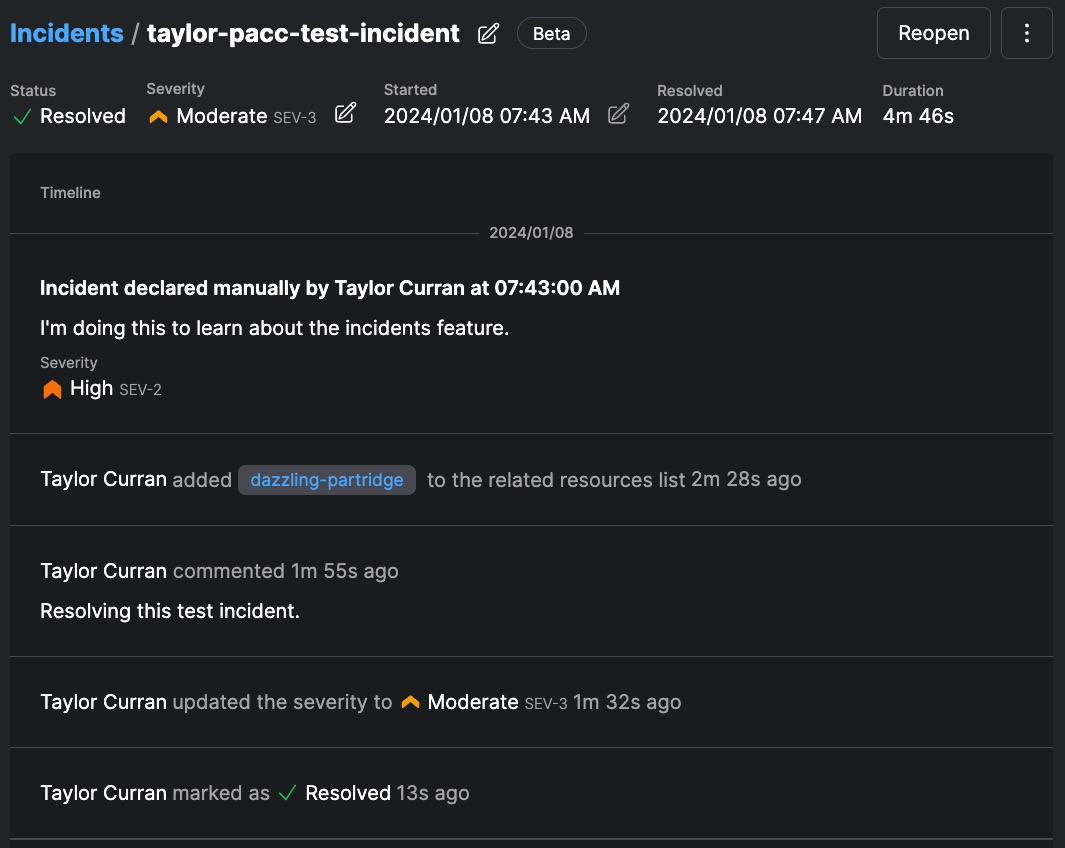 Incidents / taylor-pacc-test-incident Beta Reopen
Status Severity Started Resolved Duration
Resolved Moderate SEV-3 2024/01/08 07:43 AM 2024/01/08 07:47 AM 4m 46s
Timeline
2024/01/08
Incident declared manually by Taylor Curran at 07:43:00 AM
I'm doing this to learn about the incidents feature.
Severity
High SEV-2
Taylor Curran added dazzling-partridge to the related resources list 2m 28s ago
Taylor Curran commented 1m 55s ago
Resolving this test incident.
Taylor Curran updated the severity to Moderate SEV-3 1m 32s ago
Taylor Curran marked as Resolved 13s ago